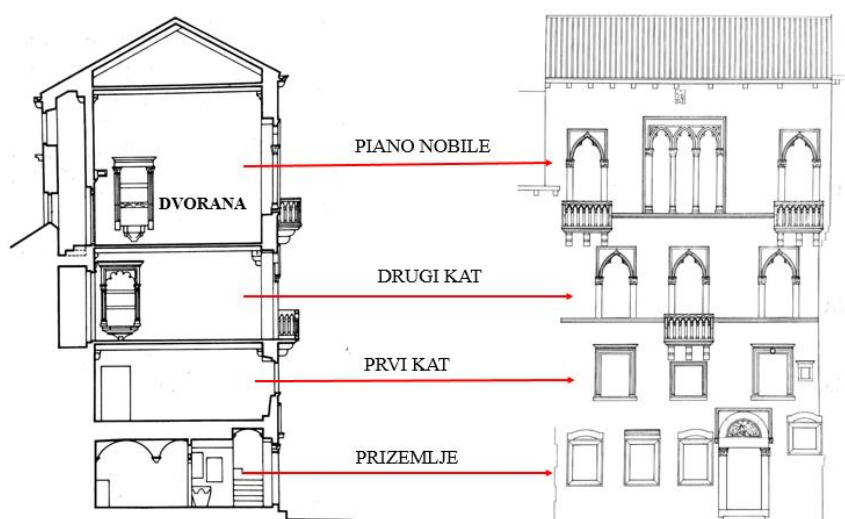 PIANO NOBILE
DVORANA
DRUGI KAT
PRVI KAT
PRIZEMLJE